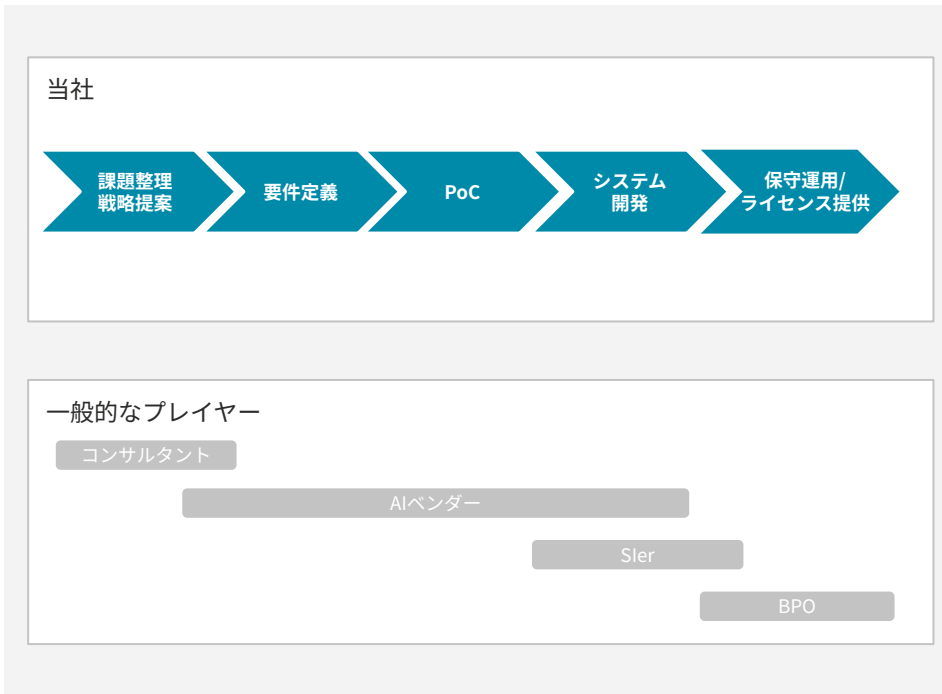 当社
課題整理
戦略提案
要件定義
PoC
システム
開発
保守運用/
ライセンス提供
一般的なプレイヤー
コンサルタント
AIベンダー
SIer
BPO